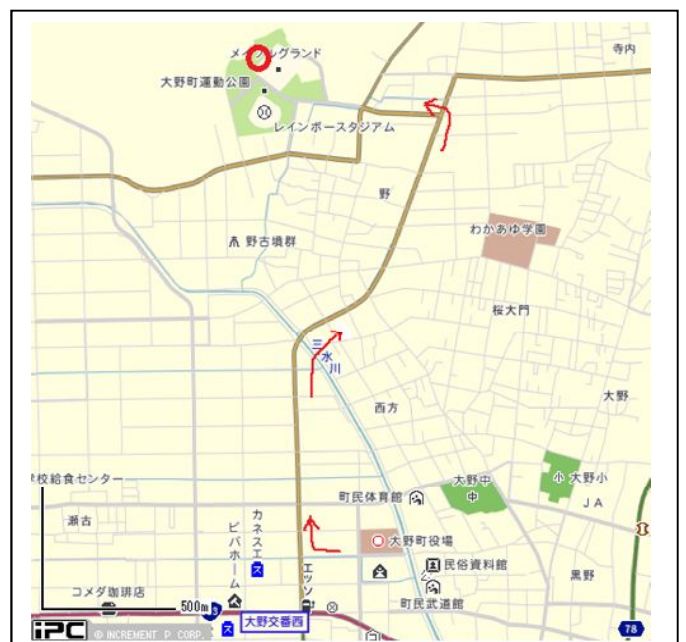 メイプルグランド
寺内
大野町運動公園
レインボースタジアム
野
わかあゆ学園
野古墳群
桜大門
三水川
大野
西方
校給食センター
大野中
中
小 大野小
町民体育館
JA
瀬古
カネスエ
ビバホーム
大野町役場
エッソ
民俗資料館
黒野
コメダ珈琲店
500m
町民武道館
大野交番西
78
iPC © INCREMENT P CORP.